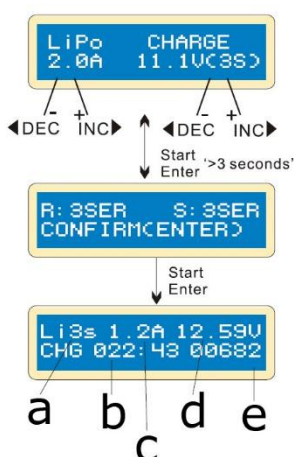 LiPo CHARGE
2.0A 11.1V(3S)
- + - +
◀DEC INC▶ ◀DEC INC▶
Start
Enter '>3 seconds'
R: 3SER S: 3SER
CONFIRM(ENTER)
Start
Enter
Li3s 1.2A 12.59V
CHG 022:43 00682
a b c d e